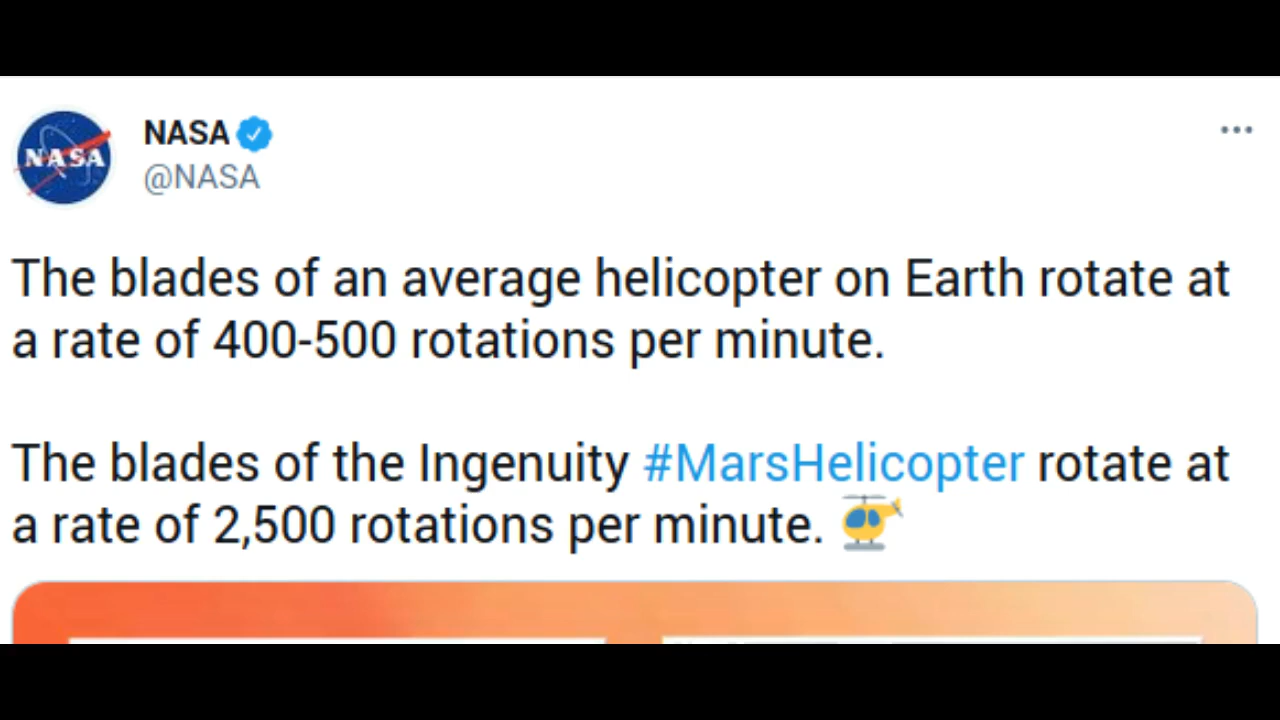 NASA
NASA
@NASA
The blades of an average helicopter on Earth rotate at
a rate of 400-500 rotations per minute.
The blades of the Ingenuity #MarsHelicopter rotate at
a rate of 2,500 rotations per minute. 🚁